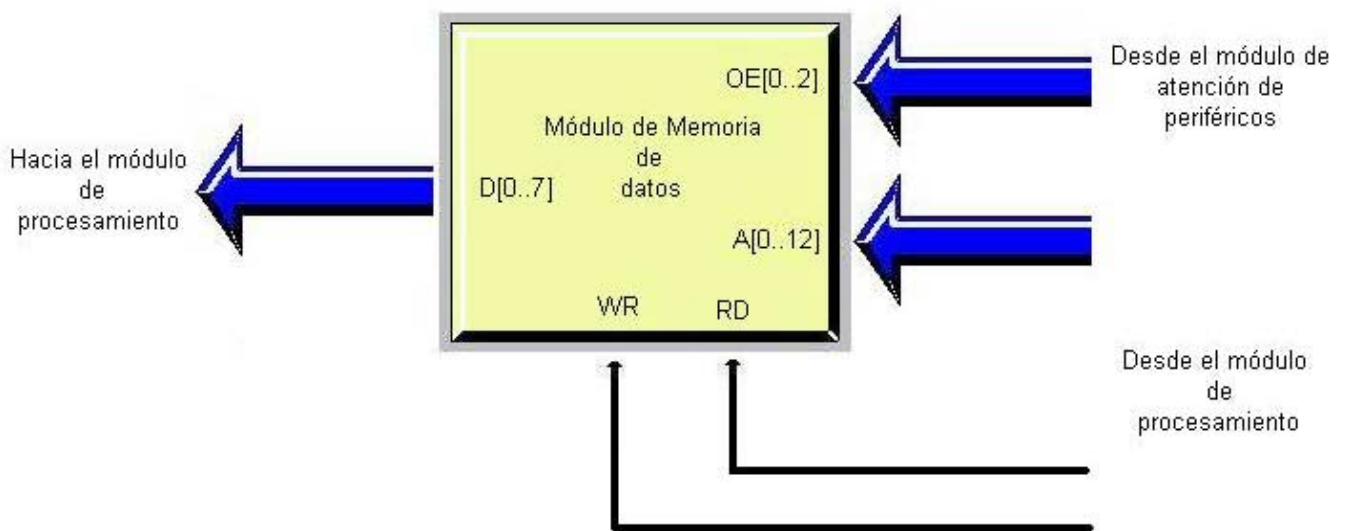 Hacia el módulo
de
procesamiento
OE[0..2]
Módulo de Memoria
de
datos
D[0..7]
A[0..12]
WR
RD
Desde el módulo de
atención de
periféricos
Desde el módulo
de
procesamiento